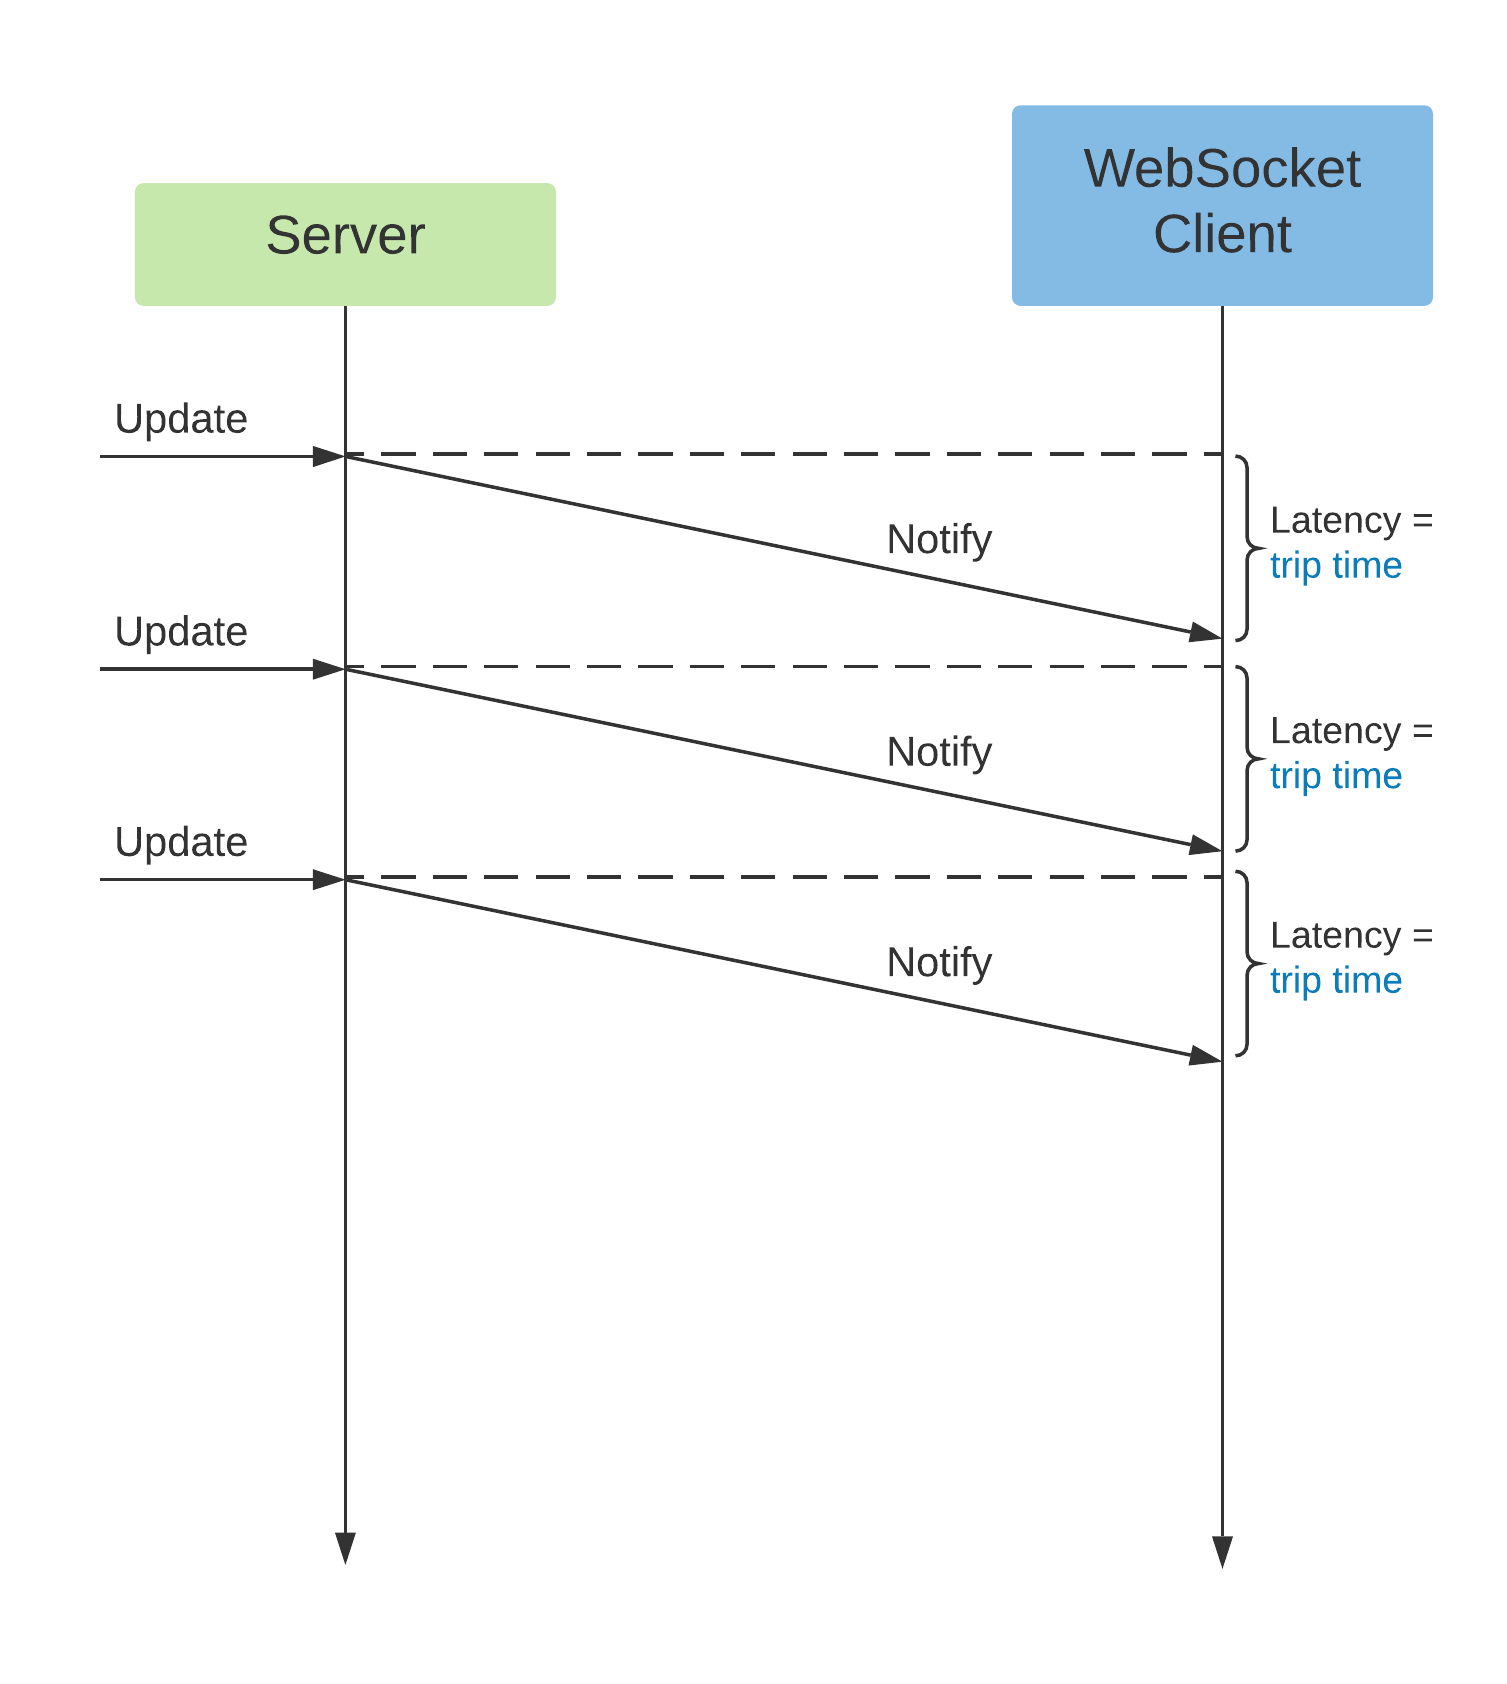 Server
WebSocket
Client
Update
Notify
Latency =
trip time
Update
Notify
Latency =
trip time
Update
Notify
Latency =
trip time